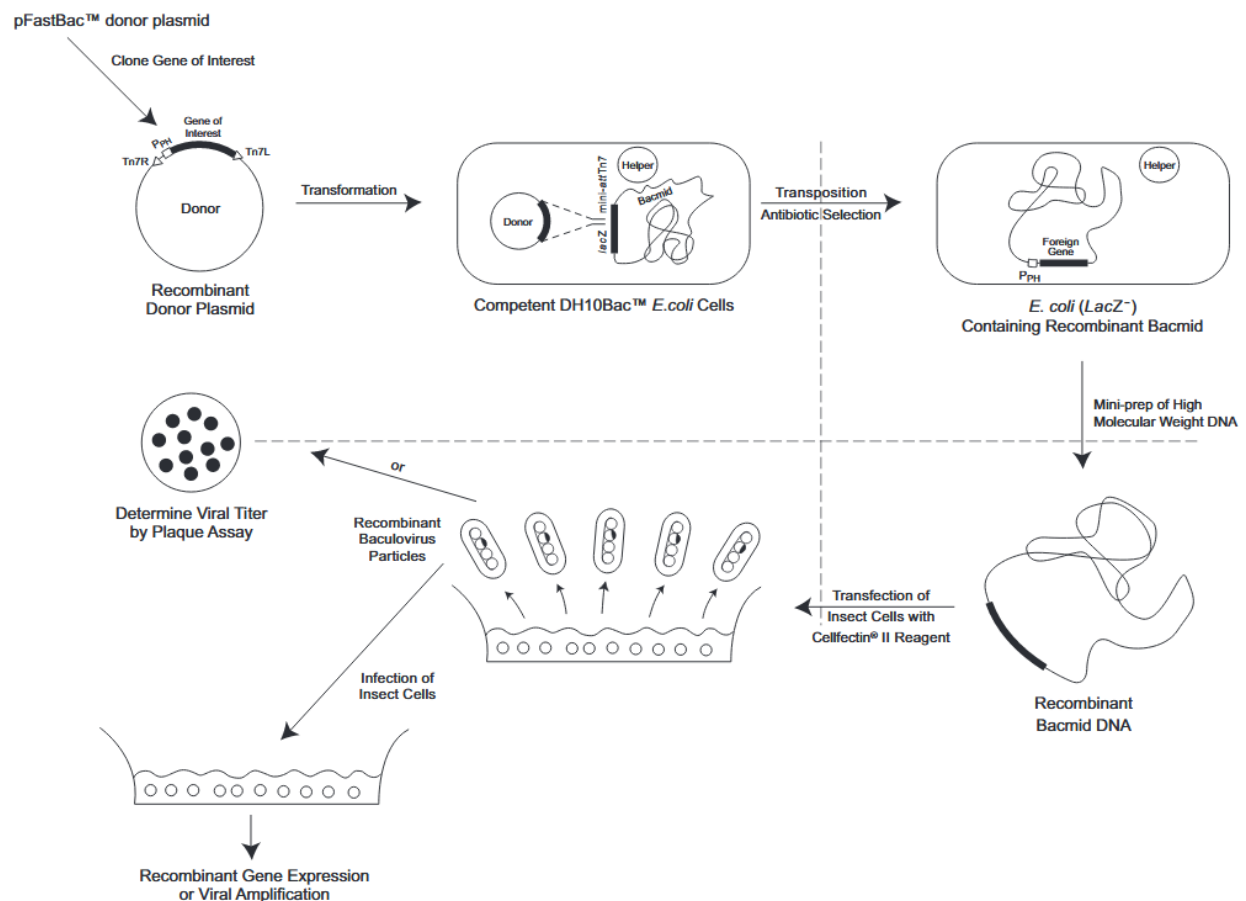 pFastBac™ donor plasmid
Clone Gene of Interest
Gene of
Interest
PPH
Tn7R
Tn7L
Donor
Recombinant
Donor Plasmid
Transformation
Helper
Donor
lacZ
mini-attTn7
Bacmid
Competent DH10Bac™ E.coli Cells
Transposition
Antibiotic Selection
Helper
Foreign
Gene
PPH
E. coli (LacZ⁻)
Containing Recombinant Bacmid
Mini-prep of High
Molecular Weight DNA
Determine Viral Titer
by Plaque Assay
or
Recombinant
Baculovirus
Particles
Transfection of
Insect Cells with
Cellfectin® II Reagent
Recombinant
Bacmid DNA
Infection of
Insect Cells
Recombinant Gene Expression
or Viral Amplification